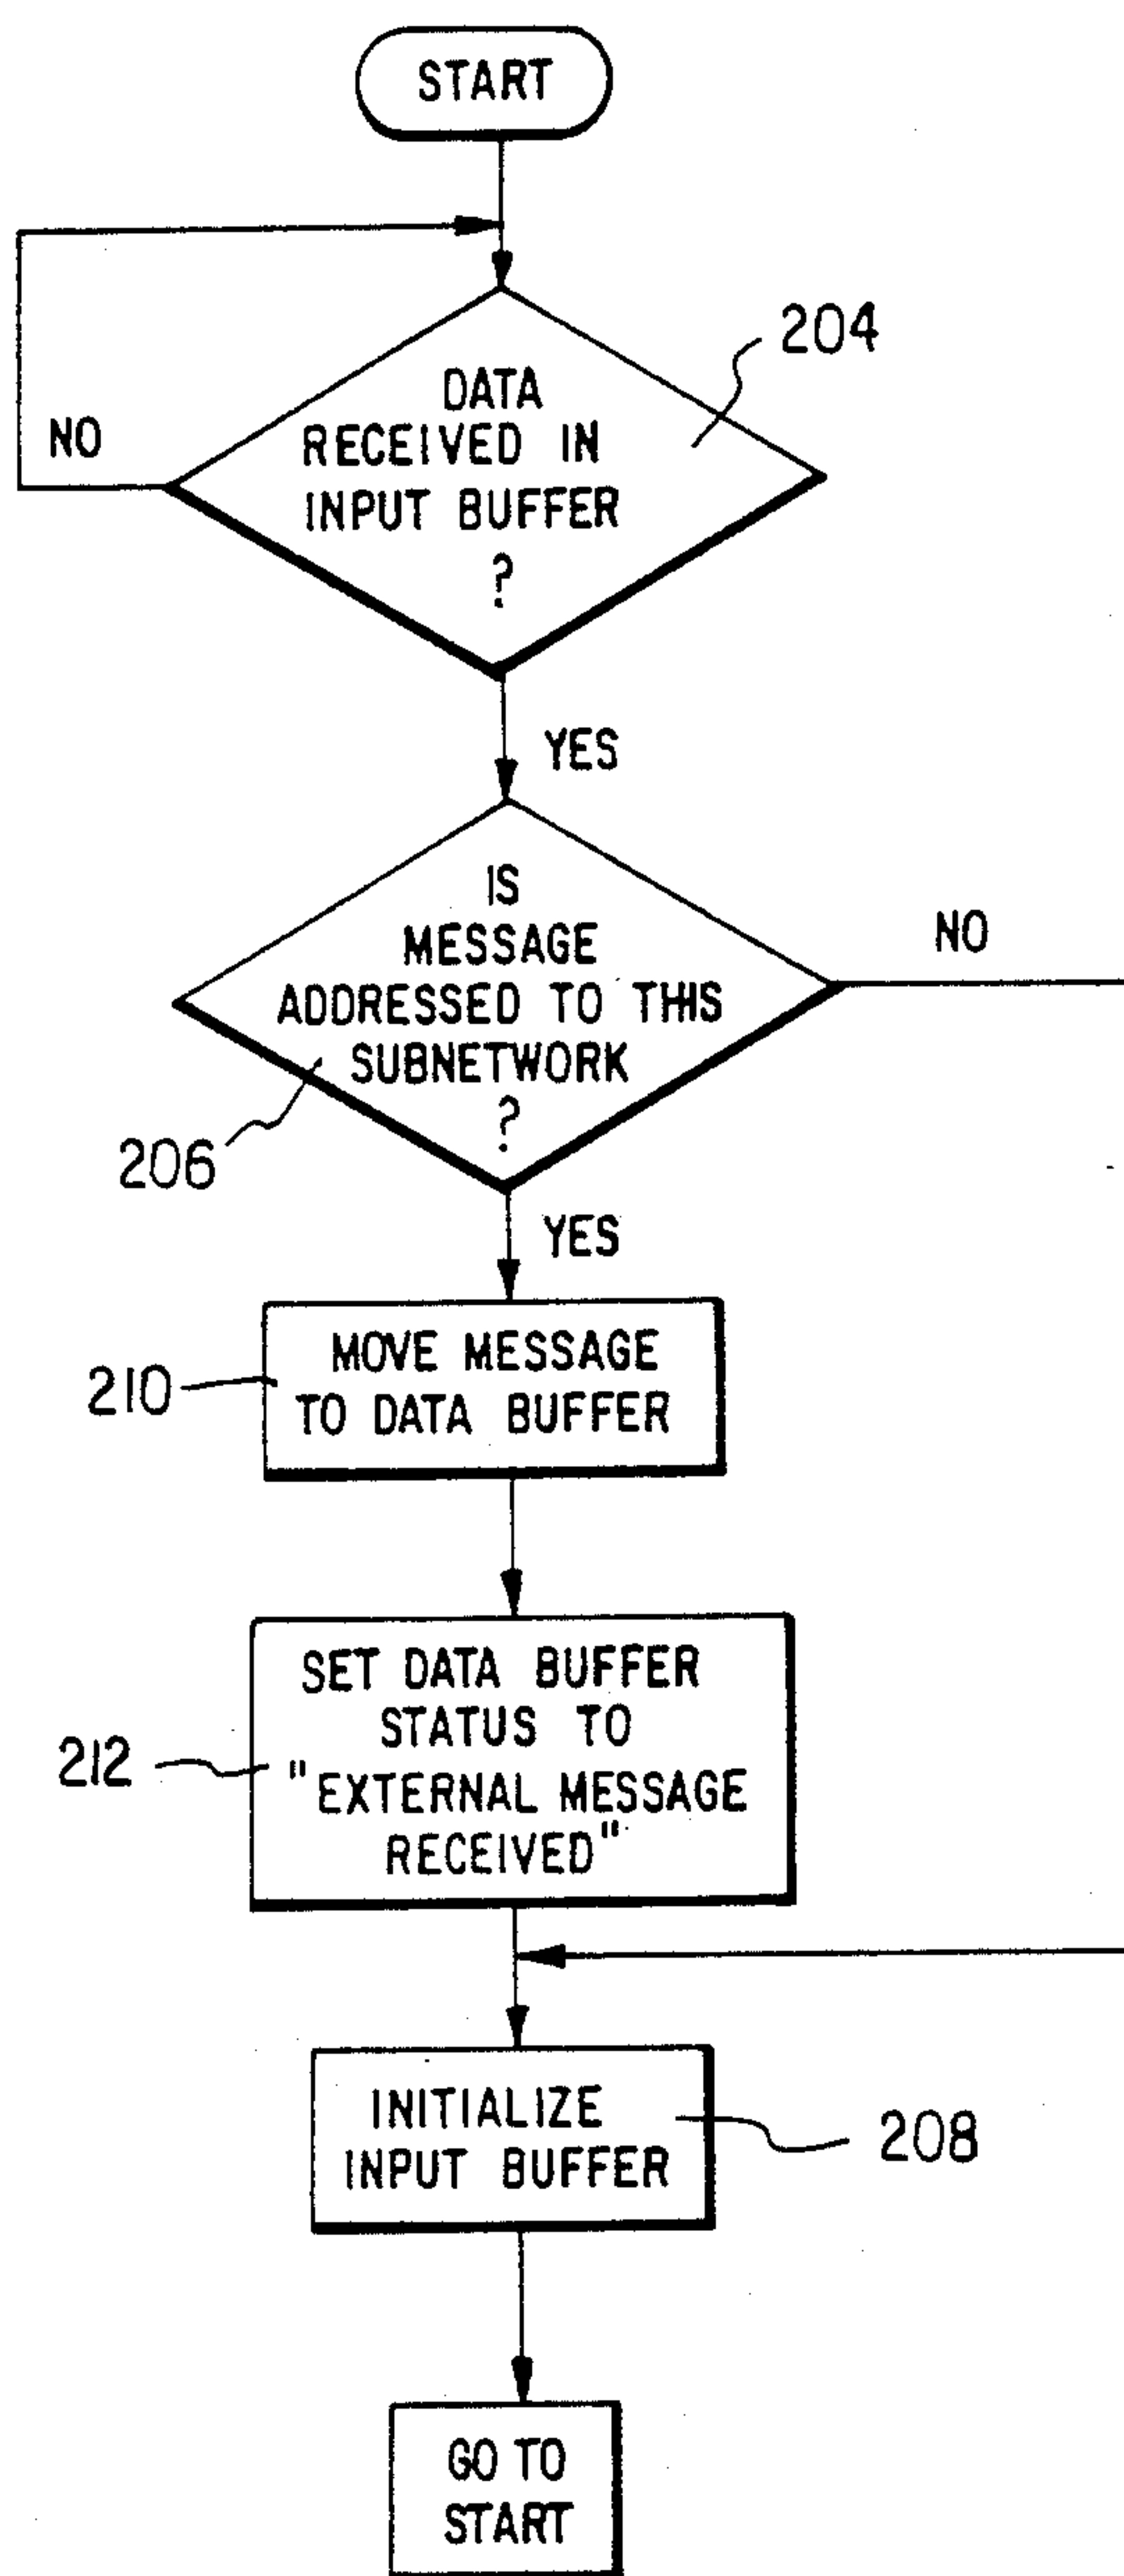 START
204
DATA
RECEIVED IN
INPUT BUFFER
?
NO
YES
IS
MESSAGE
ADDRESSED TO THIS
SUBNETWORK
?
NO
206
YES
MOVE MESSAGE
TO DATA BUFFER
210
SET DATA BUFFER
STATUS TO
"EXTERNAL MESSAGE
RECEIVED"
212
INITIALIZE
INPUT BUFFER
208
GO TO
START